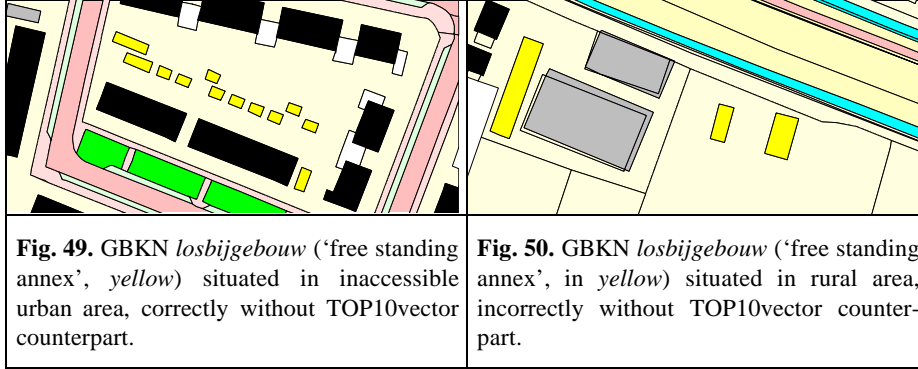 Fig. 49. GBKN losbijgebouw (‘free standing
annex’, yellow) situated in inaccessible
urban area, correctly without TOP10vector
counterpart.
Fig. 50. GBKN losbijgebouw (‘free standing
annex’, in yellow) situated in rural area,
incorrectly without TOP10vector counter-
part.